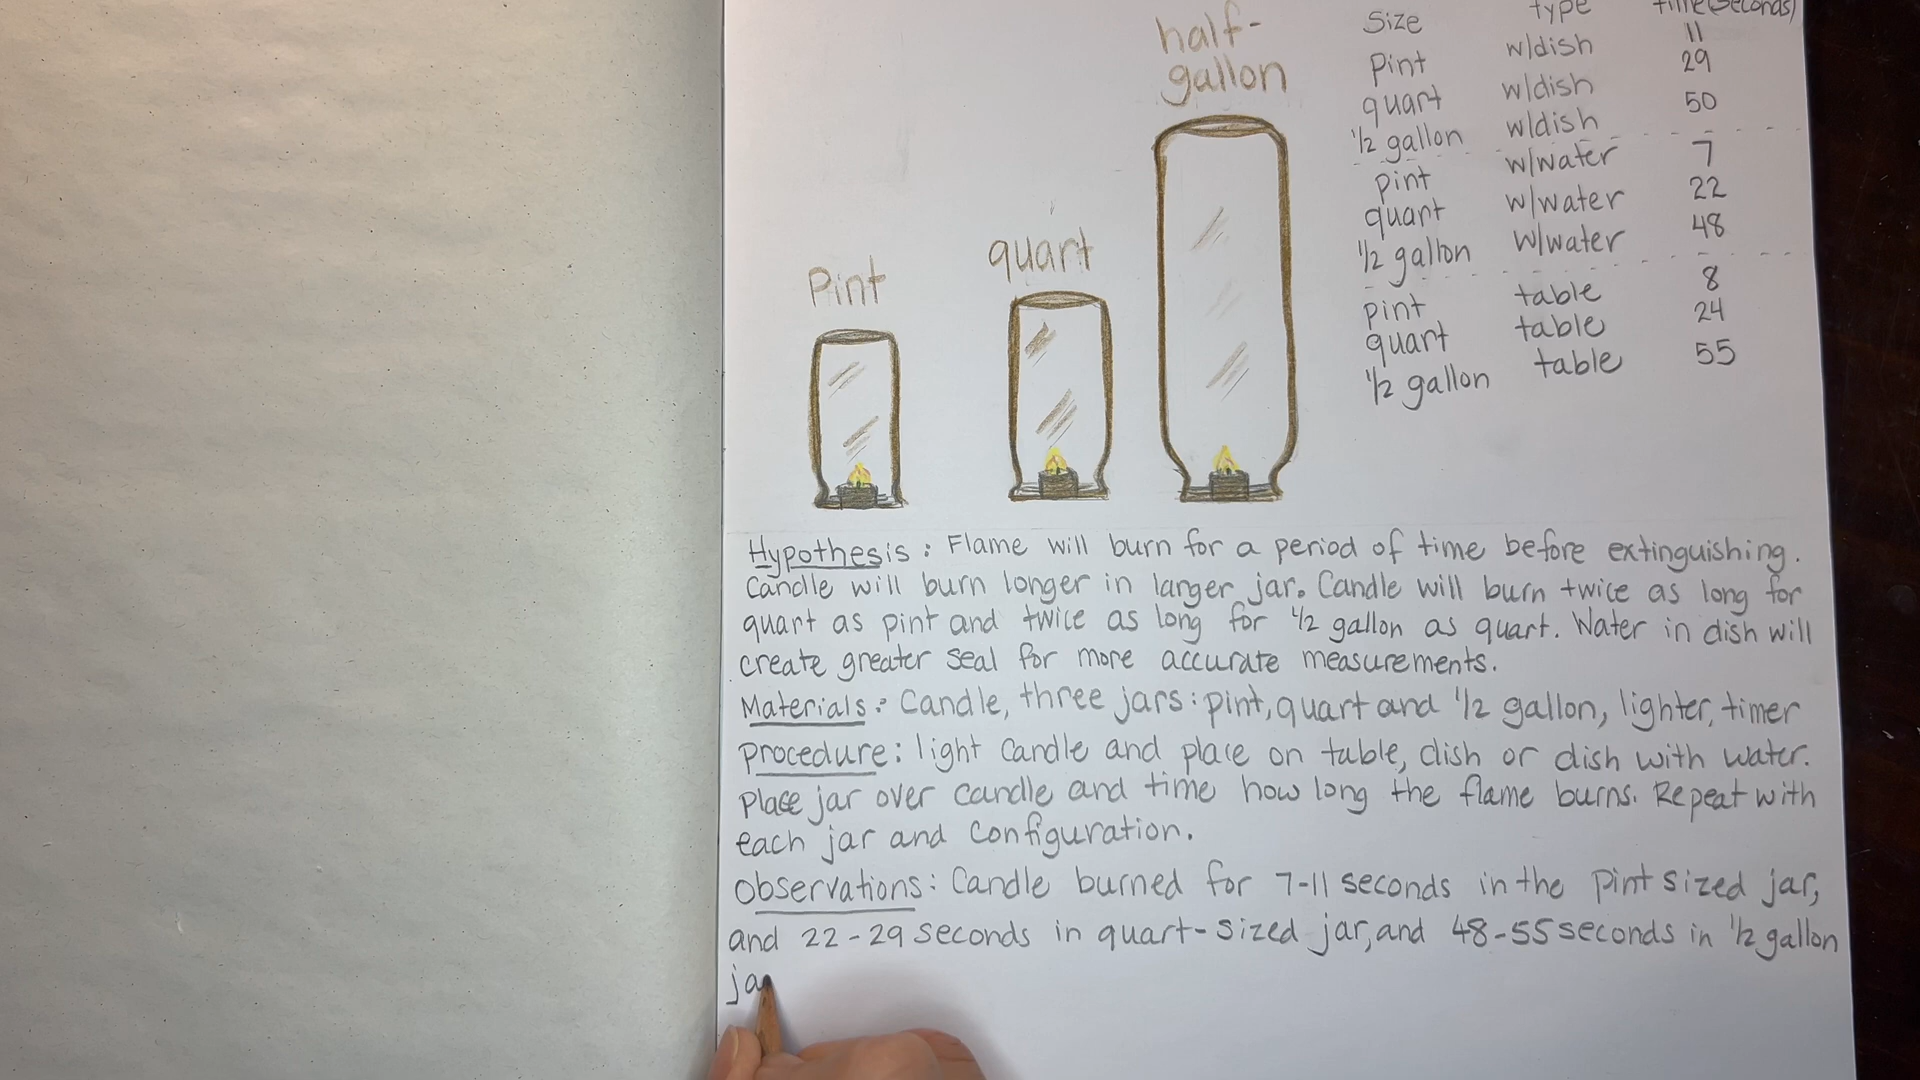 half-
gallon
quart
Pint
Size type time (seconds)
Pint w/dish 11
quart w/dish 29
1/2 gallon w/dish 50
pint w/water 7
quart w/water 22
1/2 gallon w/water 48
pint table 8
quart table 24
1/2 gallon table 55
Hypothesis: Flame will burn for a period of time before extinguishing.
Candle will burn longer in larger jar. Candle will burn twice as long for
quart as pint and twice as long for 1/2 gallon as quart. Water in dish will
create greater seal for more accurate measurements.
Materials: Candle, three jars: pint, quart and 1/2 gallon, lighter, timer
Procedure: light candle and place on table, dish or dish with water.
Place jar over candle and time how long the flame burns. Repeat with
each jar and configuration.
Observations: Candle burned for 7-11 seconds in the pint sized jar,
and 22-29 seconds in quart-sized jar, and 48-55 seconds in 1/2 gallon
ja